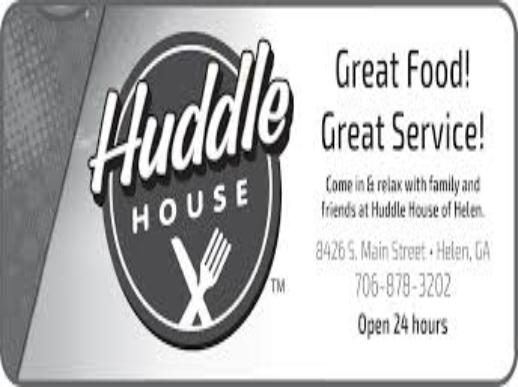 Huddle
HOUSE
TM
Great Food!
Great Service!
Come in & relax with family and
friends at Huddle House of Helen.
8426 S. Main Street • Helen, GA
706-878-3202
Open 24 hours